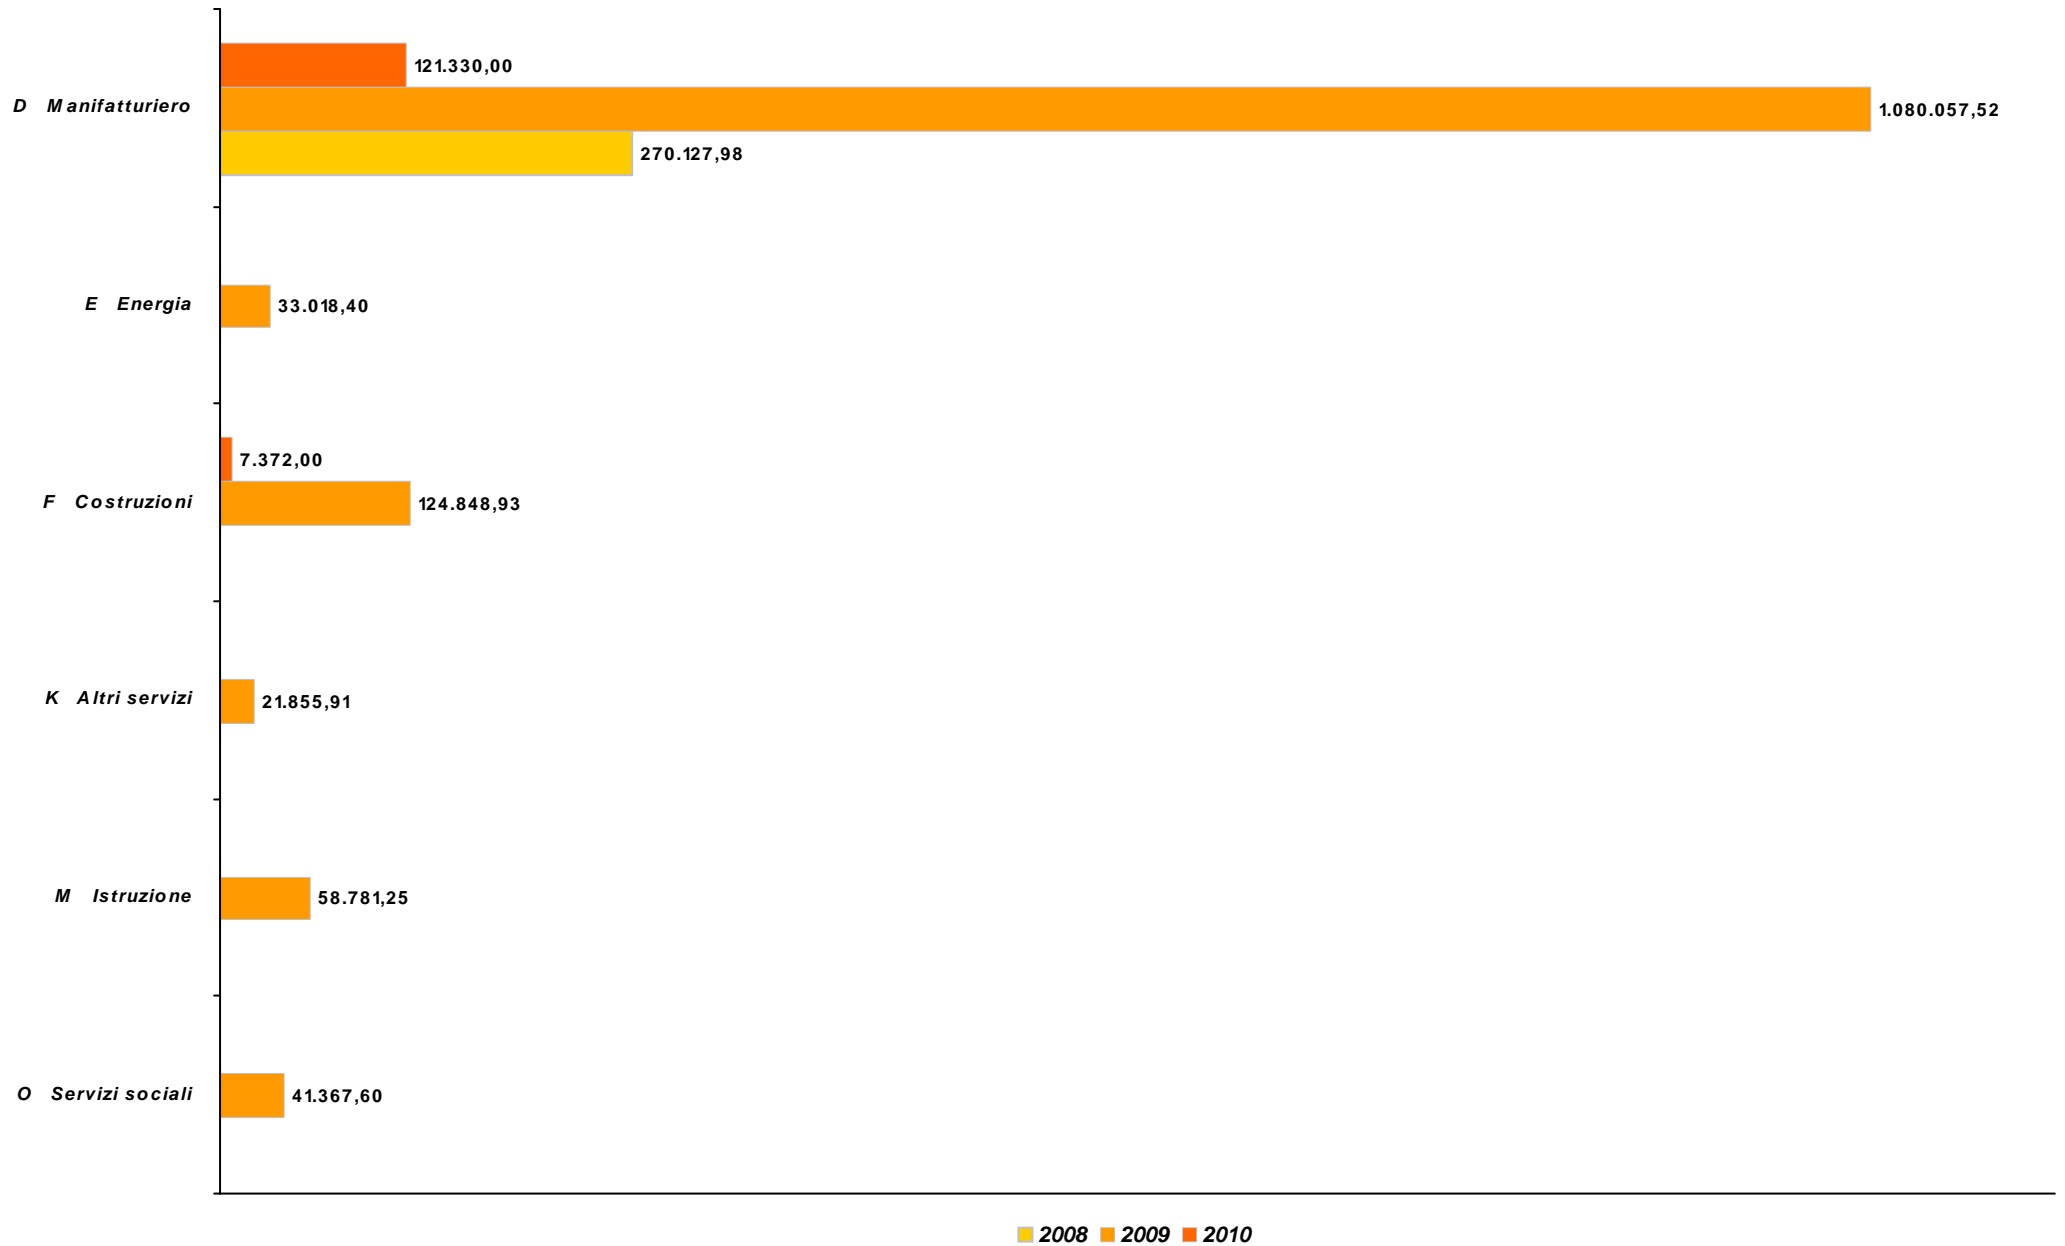 121.330,00
D Manifatturiero
1.080.057,52
270.127,98
E Energia
33.018,40
7.372,00
F Costruzioni
124.848,93
K Altri servizi
21.855,91
M Istruzione
58.781,25
O Servizi sociali
41.367,60
2008 2009 2010